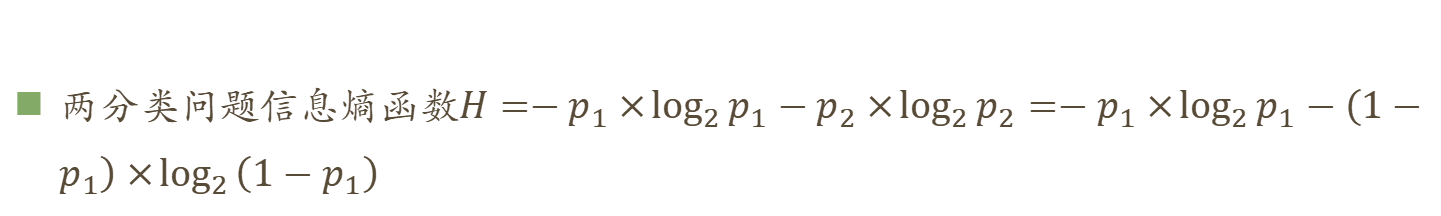 两分类问题信息熵函数𝐻 =− 𝑝₁ ×log₂ 𝑝₁ − 𝑝₂ ×log₂ 𝑝₂ =− 𝑝₁ ×log₂ 𝑝₁ − (1 −
𝑝₁) ×log₂ (1 − 𝑝₁)